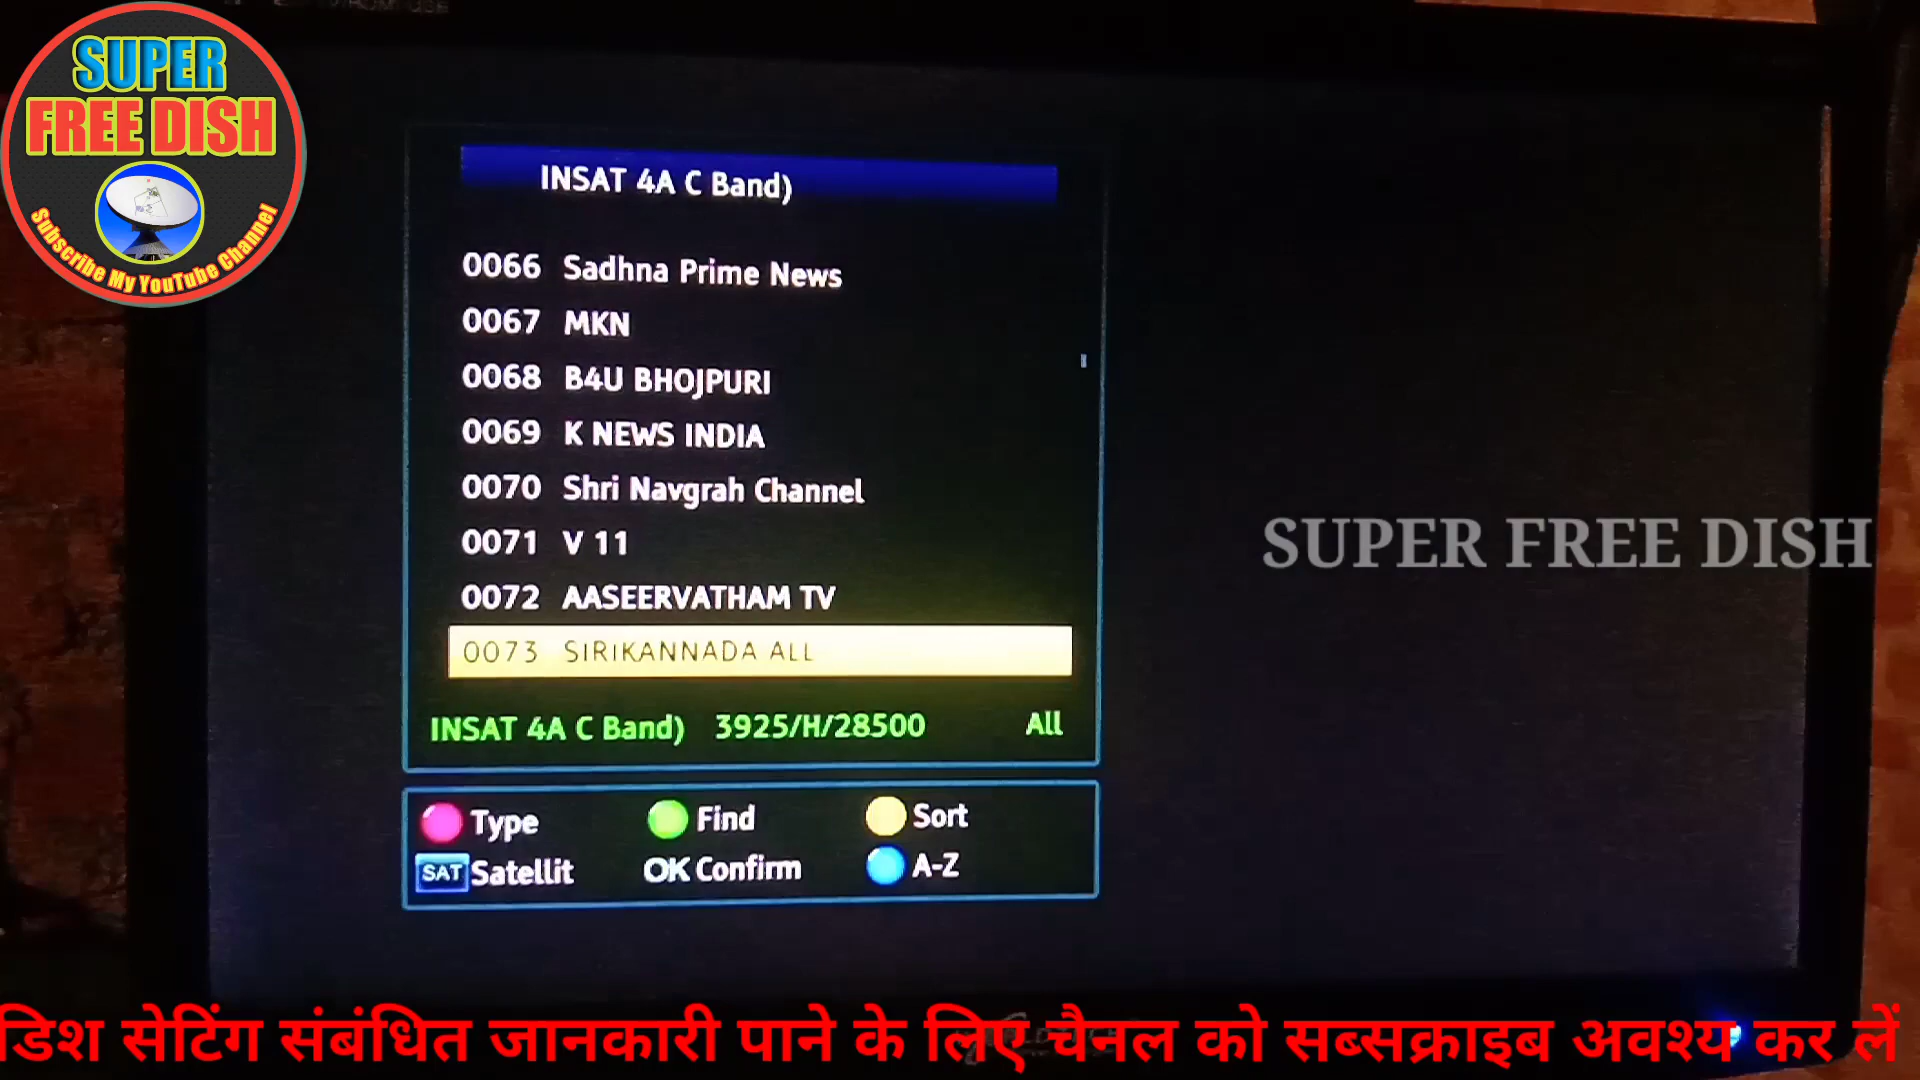 SUPER
FREE DISH
Subscribe My YouTube Channel
INSAT 4A C Band)
0066 Sadhna Prime News
0067 MKN
0068 B4U BHOJPURI
0069 K NEWS INDIA
0070 Shri Navgrah Channel
0071 V 11
0072 AASEERVATHAM TV
0073 SIRIKANNADA ALL
INSAT 4A C Band) 3925/H/28500 All
Type Find Sort
SAT Satellit OK Confirm A-Z
SUPER FREE DISH
डिश सेटिंग संबंधित जानकारी पाने के लिए चैनल को सब्सक्राइब अवश्य कर लें